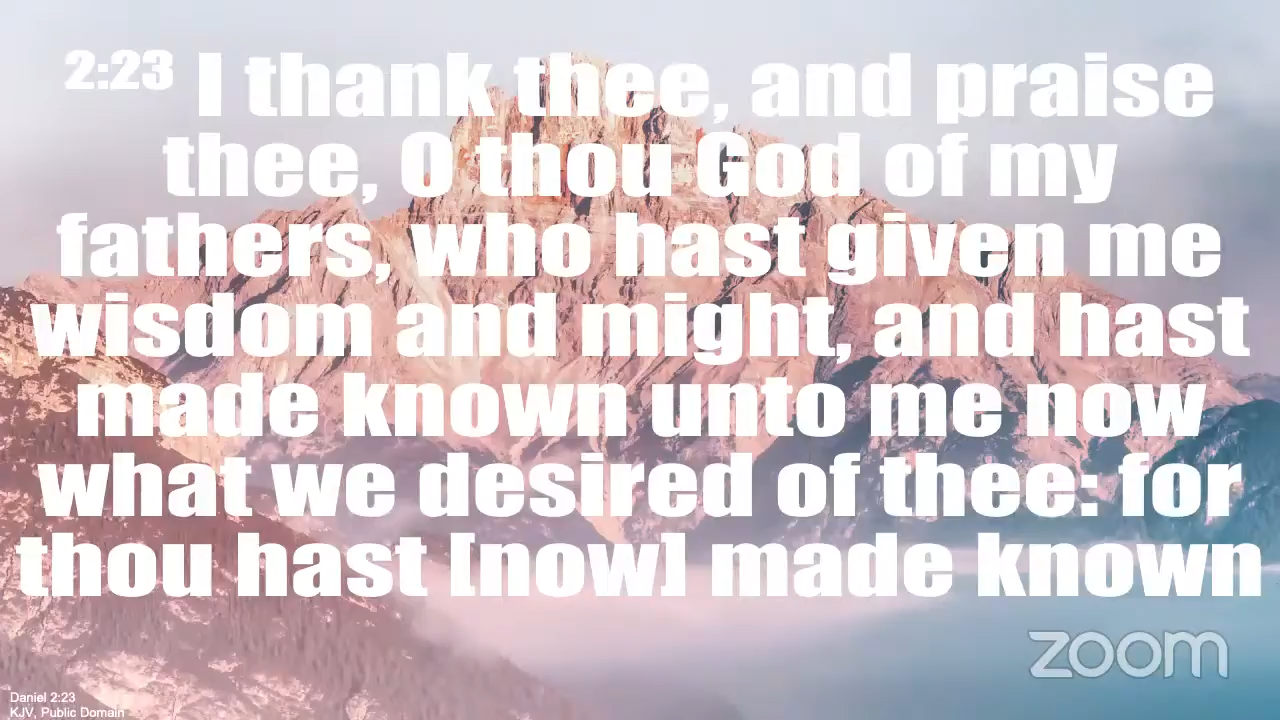 2:23 I thank thee, and praise
thee, O thou God of my
fathers, who hast given me
wisdom and might, and hast
made known unto me now
what we desired of thee: for
thou hast [now] made known
zoom
Daniel 2:23
KJV, Public Domain